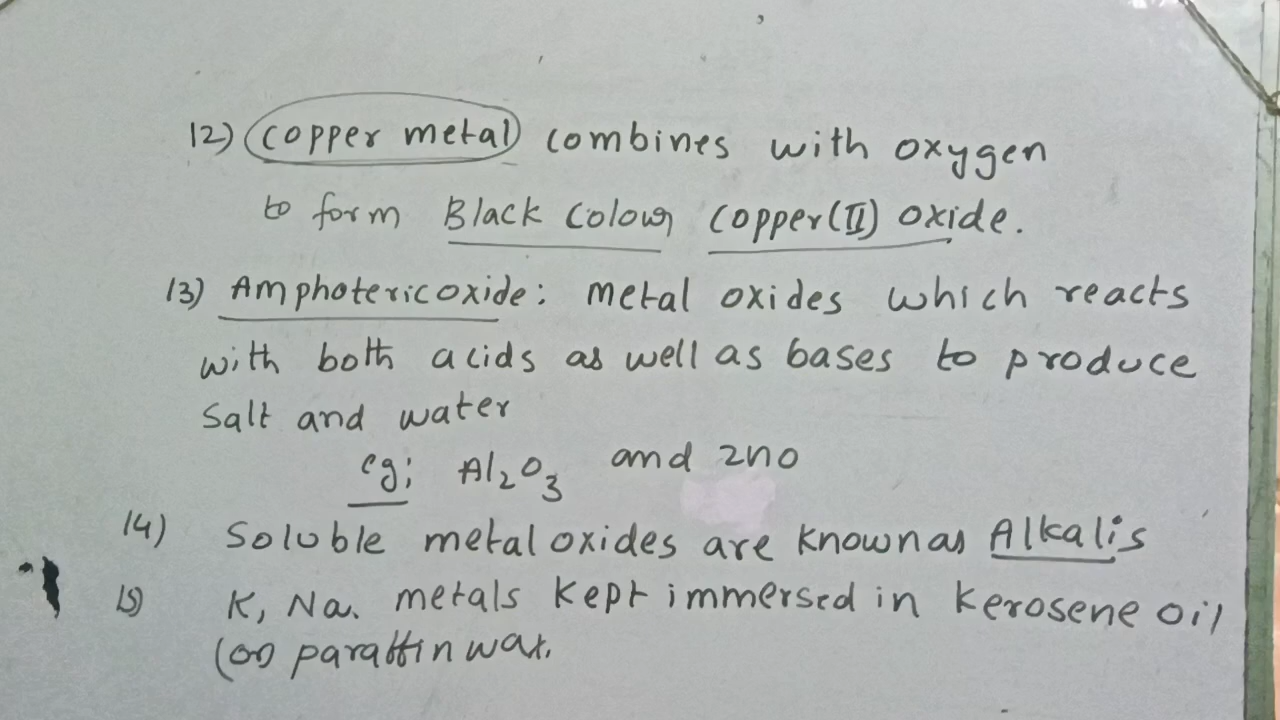 12) copper metal combines with oxygen
to form Black Colour Copper(II) oxide.
13) Amphoteric oxide: metal oxides which reacts
with both acids as well as bases to produce
salt and water
eg; Al₂O₃ and zno
14) Soluble metal oxides are known as Alkalis
15) K, Na. metals kept immersed in kerosene oil
(or) paraffin wax.